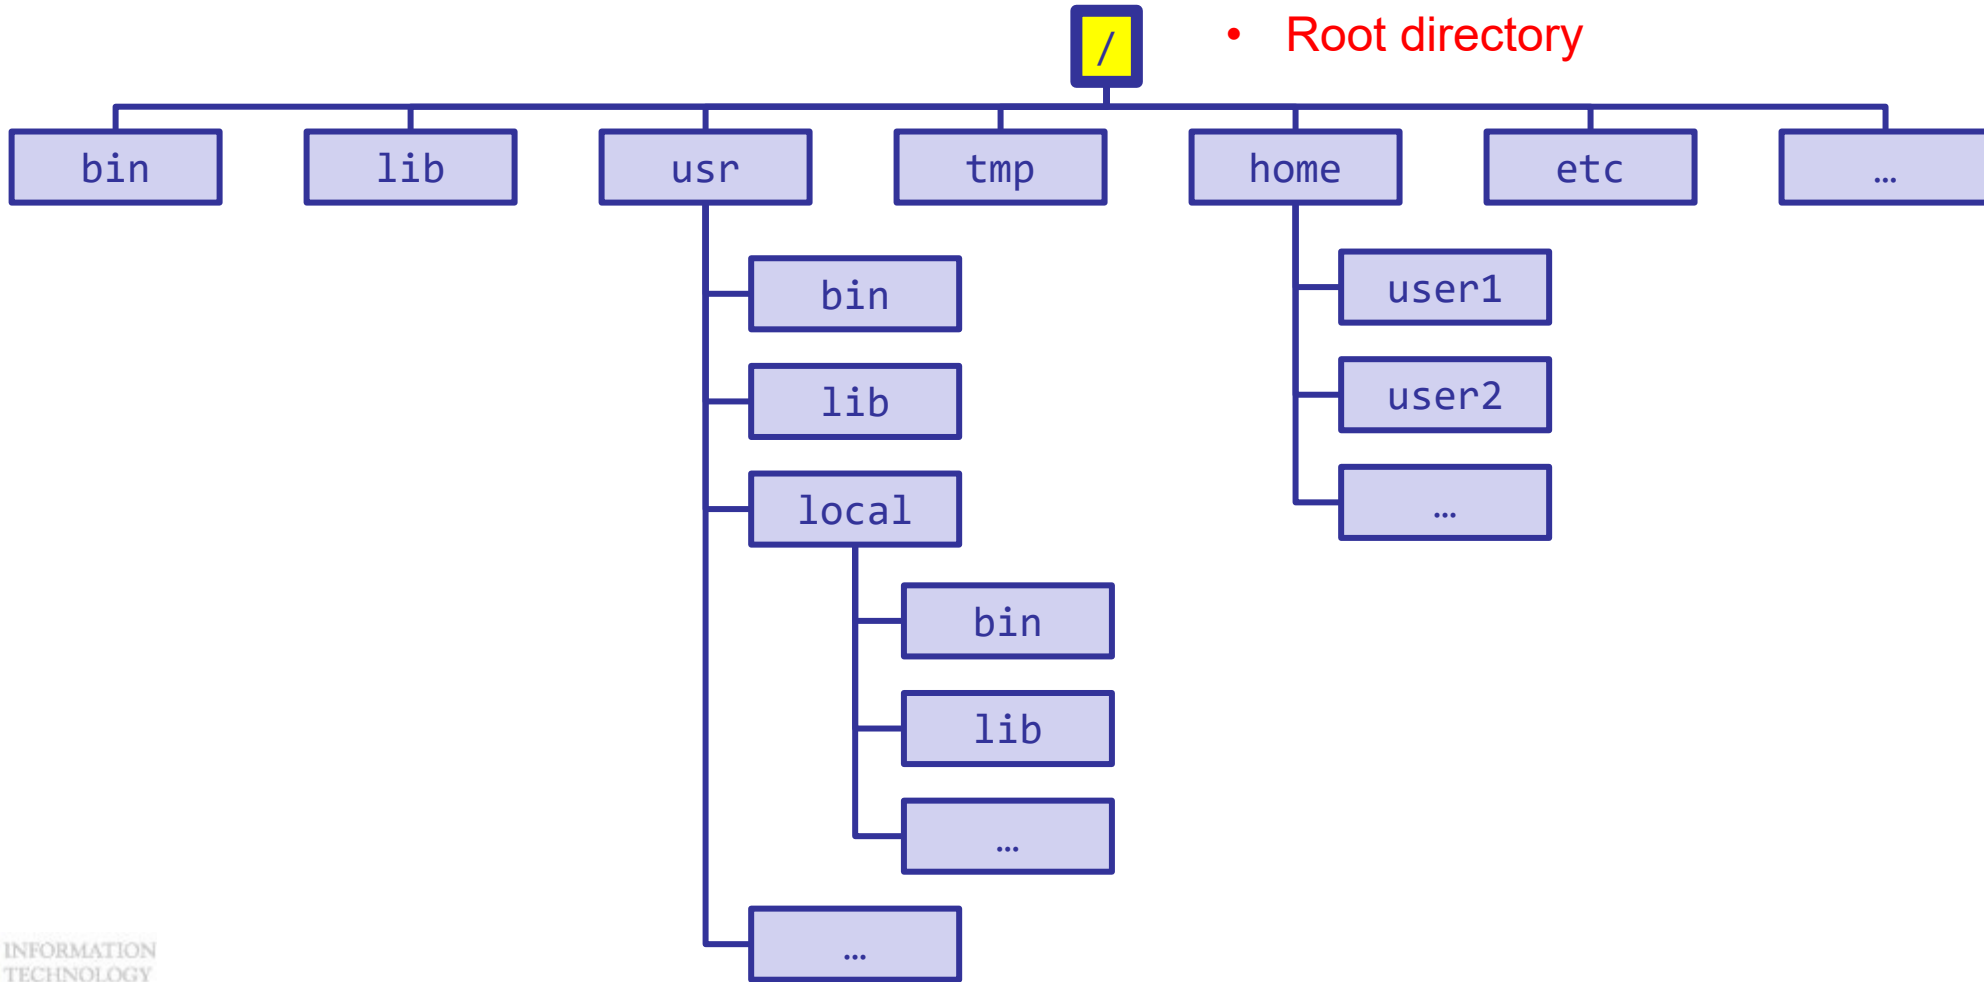 /
• Root directory
bin
lib
usr
tmp
home
etc
…
bin
lib
local
bin
lib
…
…
user1
user2
…
INFORMATION
TECHNOLOGY